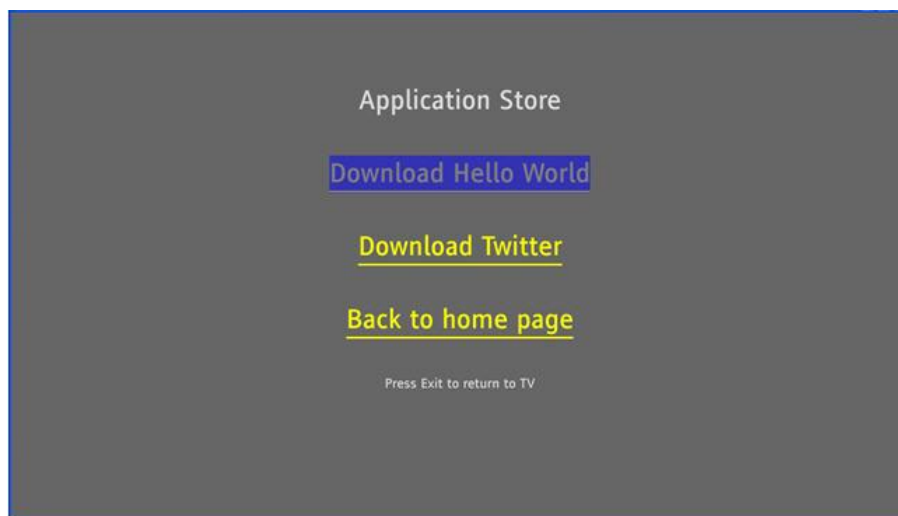 Application Store
Download Hello World
Download Twitter
Back to home page
Press Exit to return to TV